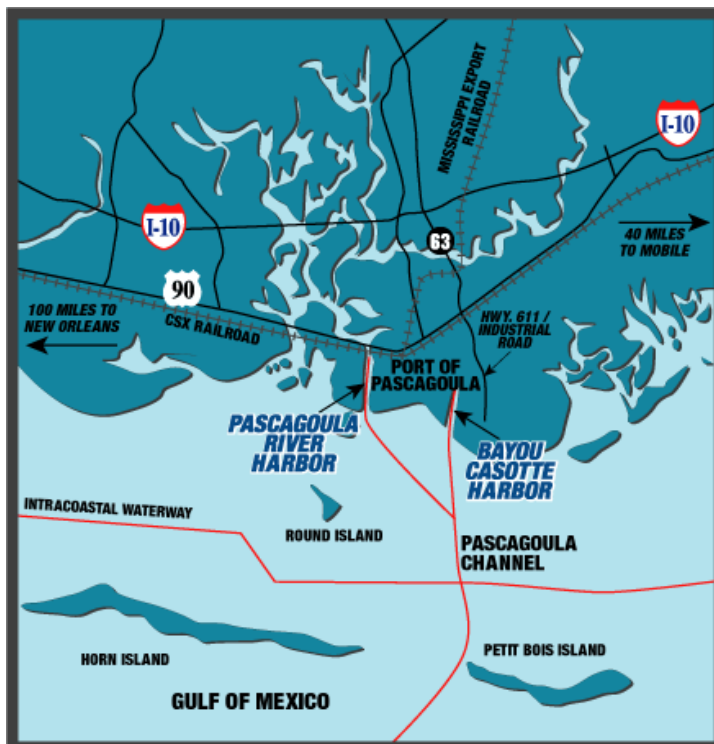 MISSISSIPPI EXPORT
RAILROAD
I-10
I-10
63
40 MILES
TO MOBILE
90
100 MILES TO
NEW ORLEANS
CSX RAILROAD
HWY. 611 /
INDUSTRIAL
ROAD
PORT OF
PASCAGOULA
PASCAGOULA
RIVER
HARBOR
BAYOU
CASOTTE
HARBOR
INTRACOASTAL WATERWAY
ROUND ISLAND
PASCAGOULA
CHANNEL
HORN ISLAND
PETIT BOIS ISLAND
GULF OF MEXICO